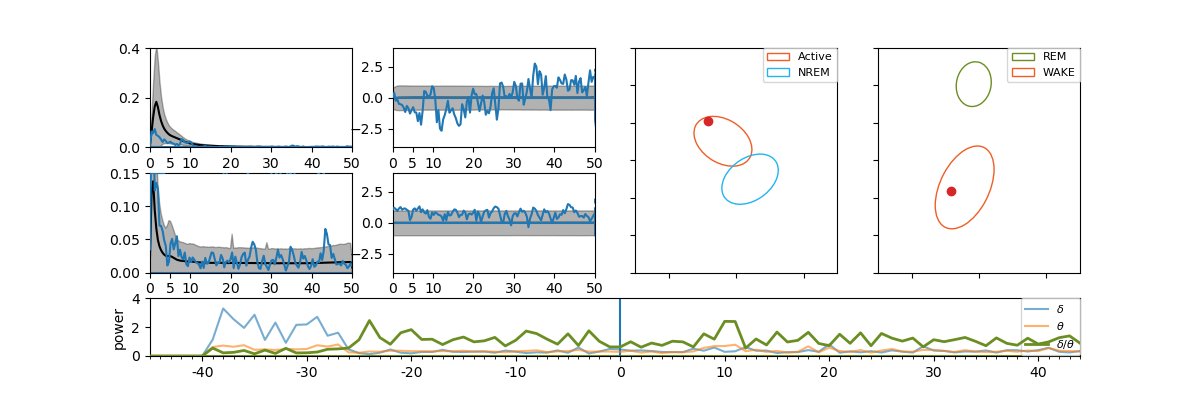 0.4
0.2
0.0
0 5 10 20 30 40 50
2.5
0.0
−2.5
0 5 10 20 30 40 50
Active
NREM
REM
WAKE
0.15
0.10
0.05
0.00
0 5 10 20 30 40 50
2.5
0.0
−2.5
0 5 10 20 30 40 50
4
2
0
power
δ
θ
δ/θ
-40 -30 -20 -10 0 10 20 30 40